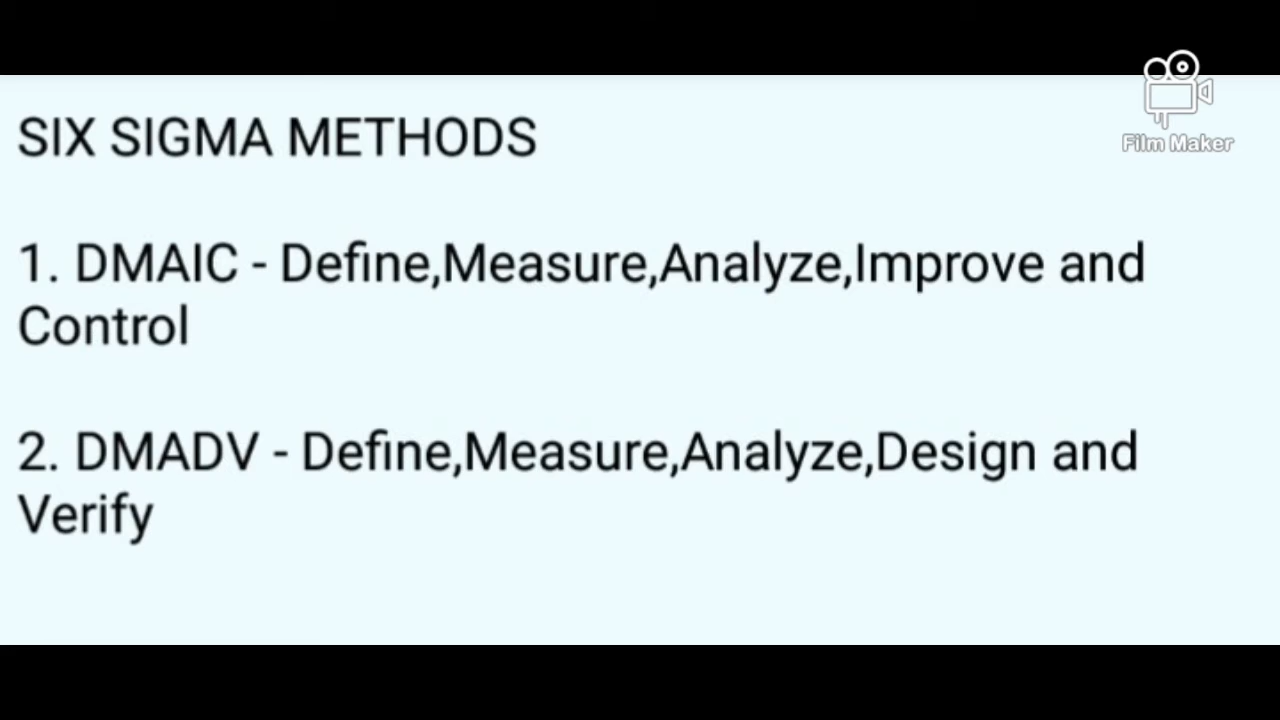 Film Maker
SIX SIGMA METHODS
1. DMAIC - Define,Measure,Analyze,Improve and
Control
2. DMADV - Define,Measure,Analyze,Design and
Verify